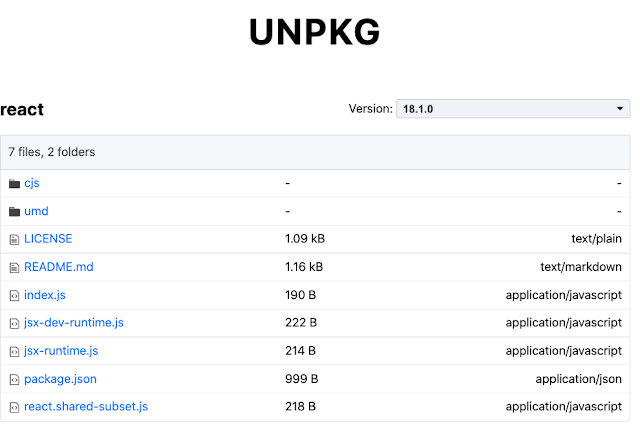 UNPKG
react Version: 18.1.0
7 files, 2 folders
cjs - -
umd - -
LICENSE 1.09 kB text/plain
README.md 1.16 kB text/markdown
index.js 190 B application/javascript
jsx-dev-runtime.js 222 B application/javascript
jsx-runtime.js 214 B application/javascript
package.json 999 B application/json
react.shared-subset.js 218 B application/javascript